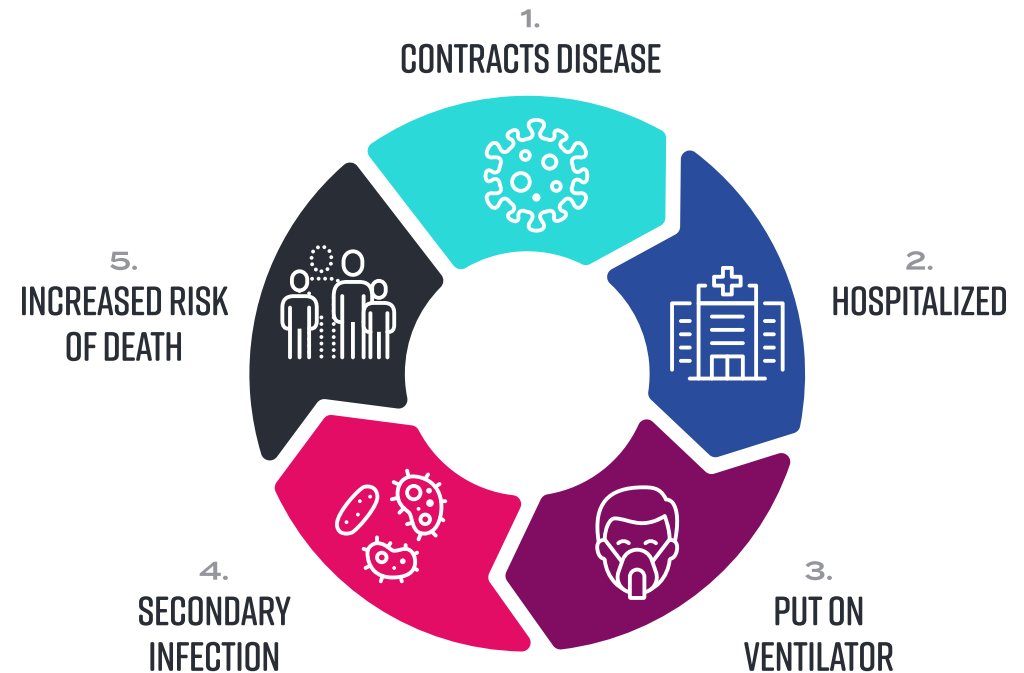 1.
CONTRACTS DISEASE
2.
HOSPITALIZED
3.
PUT ON
VENTILATOR
4.
SECONDARY
INFECTION
5.
INCREASED RISK
OF DEATH